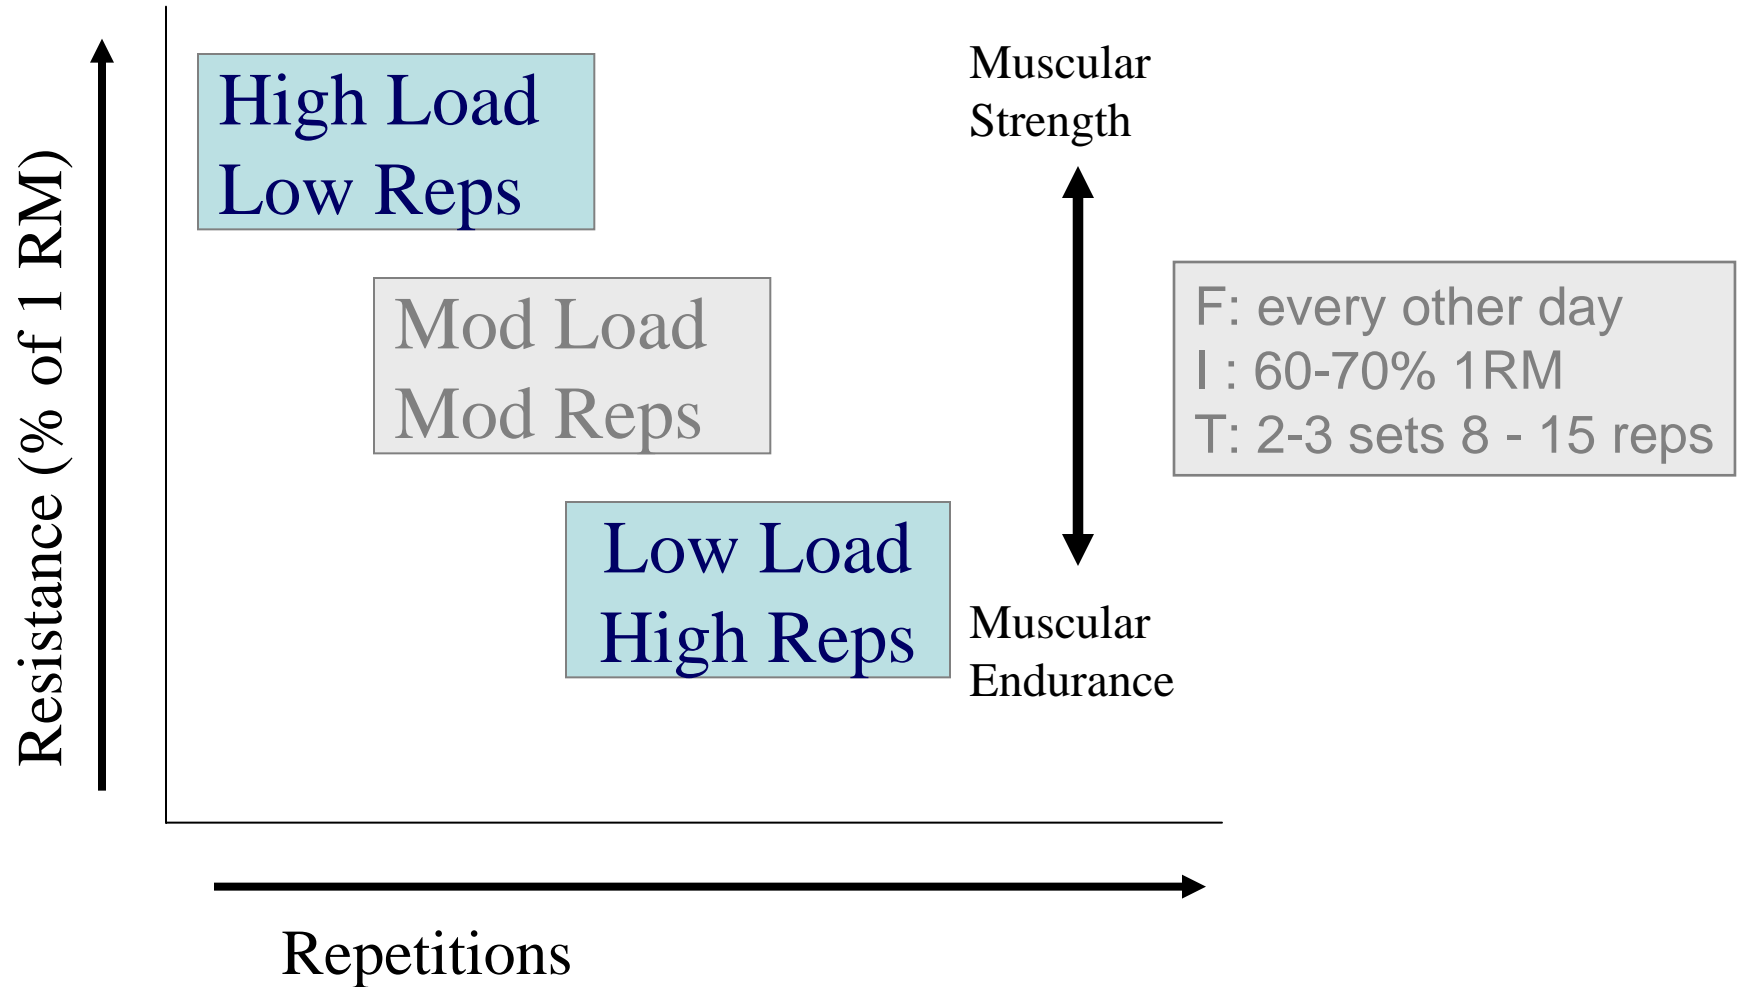 Resistance (% of 1 RM)
High Load
Low Reps
Mod Load
Mod Reps
Low Load
High Reps
Muscular
Strength
Muscular
Endurance
F: every other day
I : 60-70% 1RM
T: 2-3 sets 8 - 15 reps
Repetitions